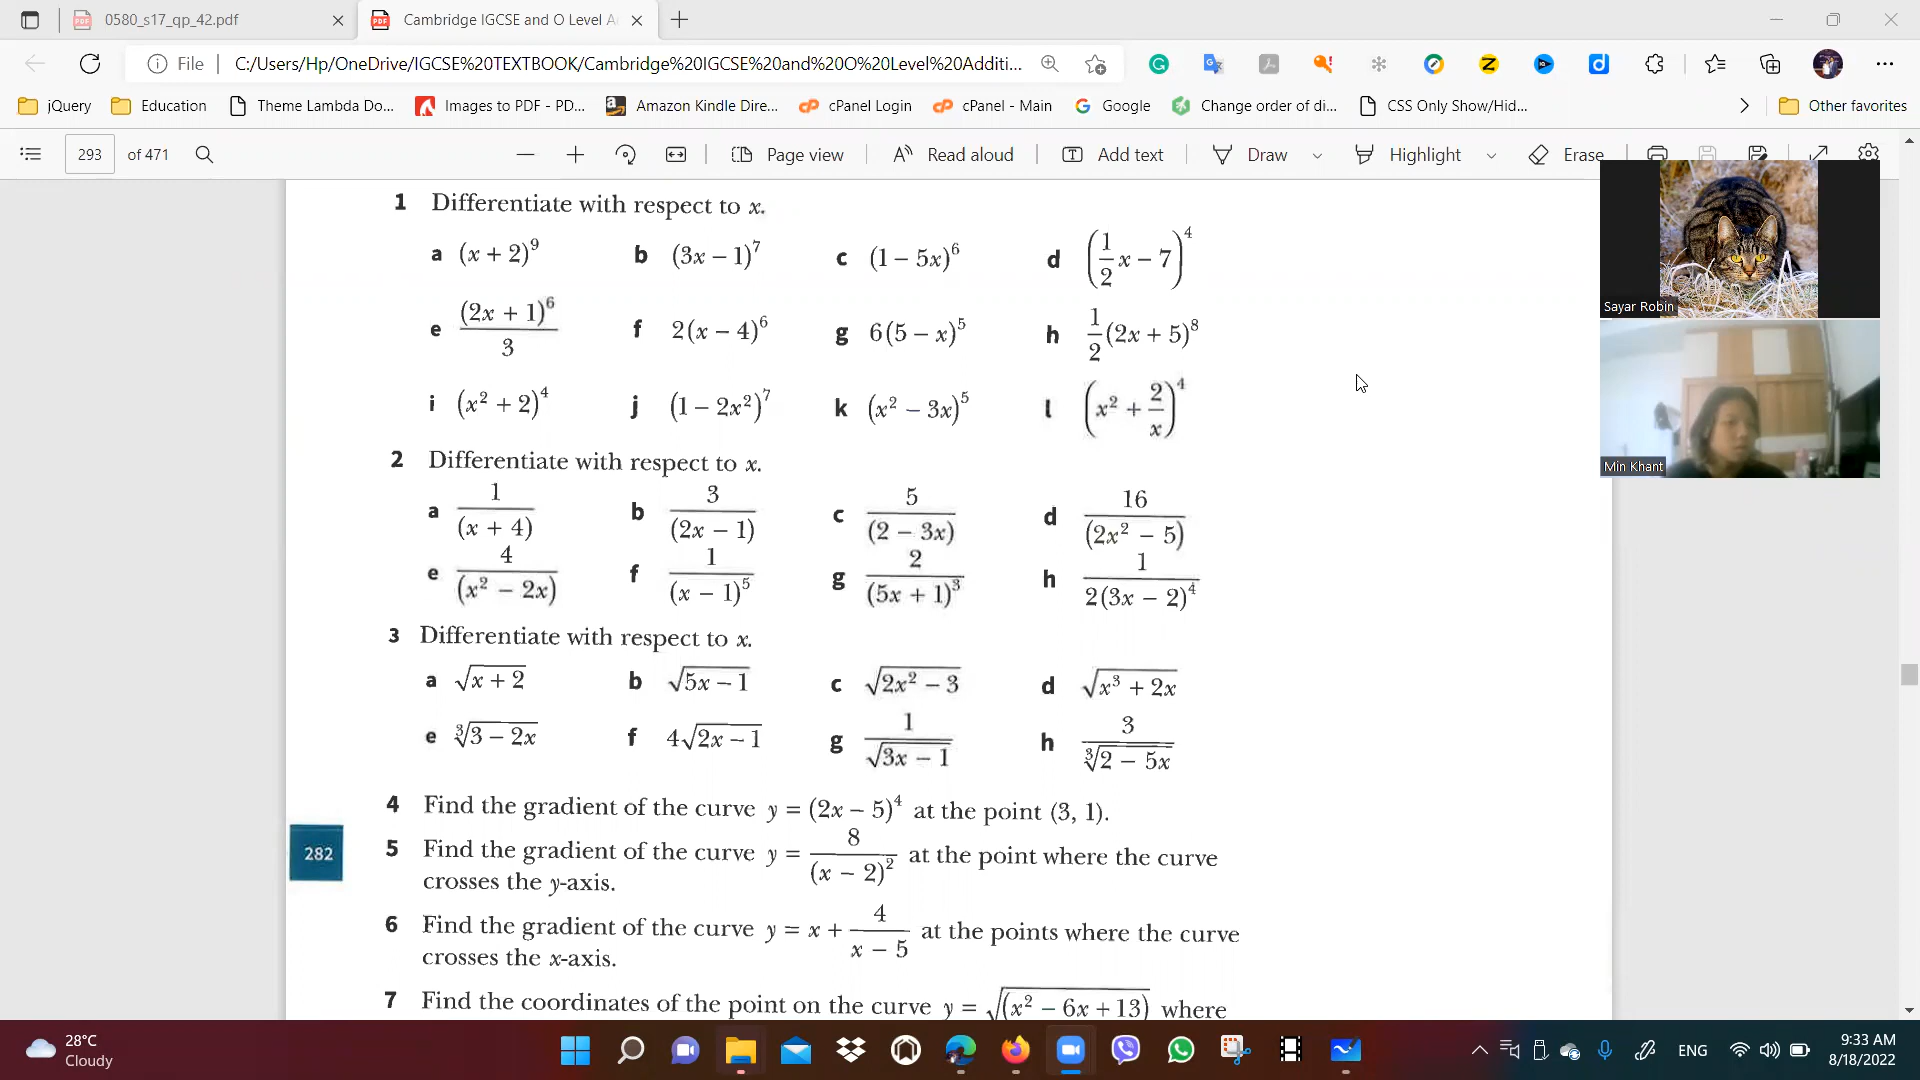 0580_s17_qp_42.pdf
Cambridge IGCSE and O Level A
File
C:/Users/Hp/OneDrive/IGCSE%20TEXTBOOK/Cambridge%20IGCSE%20and%20O%20Level%20Additi...
jQuery Education Theme Lambda Do... Images to PDF - PD... Amazon Kindle Dire... cPanel Login cPanel - Main Google Change order of di... CSS Only Show/Hid... Other favorites
293 of 471 Page view Read aloud Add text Draw Highlight Erase
1 Differentiate with respect to x.
a (x + 2)^9 b (3x − 1)^7 c (1 − 5x)^6 d (1/2 x − 7)^4
e (2x + 1)^6/3 f 2(x − 4)^6 g 6(5 − x)^5 h 1/2(2x + 5)^8
i (x² + 2)^4 j (1 − 2x²)^7 k (x² − 3x)^5 l (x² + 2/x)^4
2 Differentiate with respect to x.
a 1/(x + 4) b 3/(2x − 1) c 5/(2 − 3x) d 16/(2x² − 5)
e 4/(x² − 2x) f 1/(x − 1)^5 g 2/(5x + 1)^3 h 1/2(3x − 2)^4
3 Differentiate with respect to x.
a √(x + 2) b √(5x − 1) c √(2x² − 3) d √(x³ + 2x)
e ∛(3 − 2x) f 4√(2x − 1) g 1/√(3x − 1) h 3/∛(2 − 5x)
4 Find the gradient of the curve y = (2x − 5)^4 at the point (3, 1).
5 Find the gradient of the curve y = 8/(x − 2)² at the point where the curve
crosses the y-axis.
6 Find the gradient of the curve y = x + 4/(x − 5) at the points where the curve
crosses the x-axis.
7 Find the coordinates of the point on the curve y = √(x² − 6x + 13) where
282
Sayar Robin
Min Khant
28°C
Cloudy
ENG
9:33 AM
8/18/2022